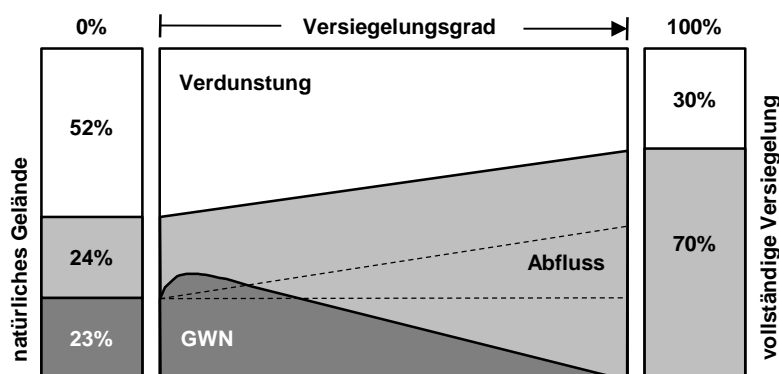 0%
Versiegelungsgrad
100%
natürliches Gelände
52%
24%
23%
Verdunstung
Abfluss
GWN
30%
70%
vollständige Versiegelung